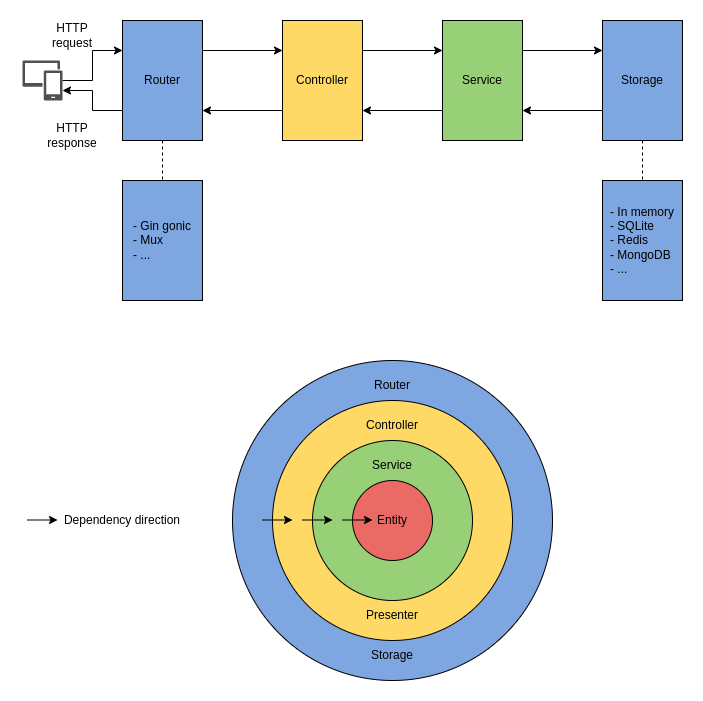 HTTP
request
Router
Controller
Service
Storage
HTTP
response
- Gin gonic
- Mux
- ...
- In memory
- SQLite
- Redis
- MongoDB
- ...
Router
Controller
Service
Dependency direction
Entity
Presenter
Storage